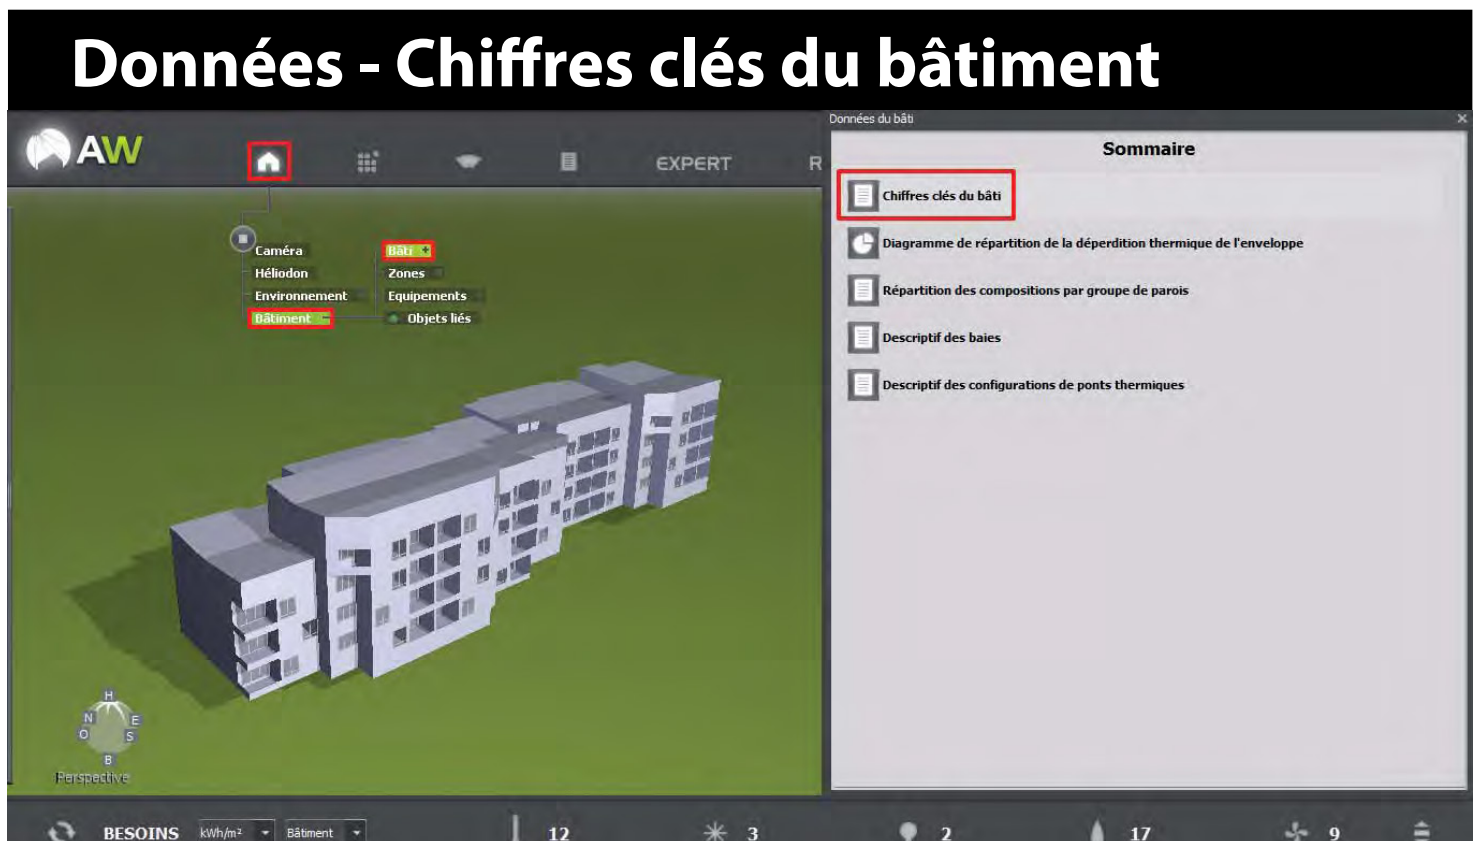 Données - Chiffres clés du bâtiment
Données du bâti
AW
EXPERT
R
Sommaire
Chiffres clés du bâti
Diagramme de répartition de la déperdition thermique de l'enveloppe
Répartition des compositions par groupe de parois
Descriptif des baies
Descriptif des configurations de ponts thermiques
Caméra
Héliodon
Environnement
Bâtiment -
Bâti +
Zones
Equipements
Objets liés
H
N E
O S
B
Perspective
BESOINS kWh/m² Bâtiment 12 3 2 17 9